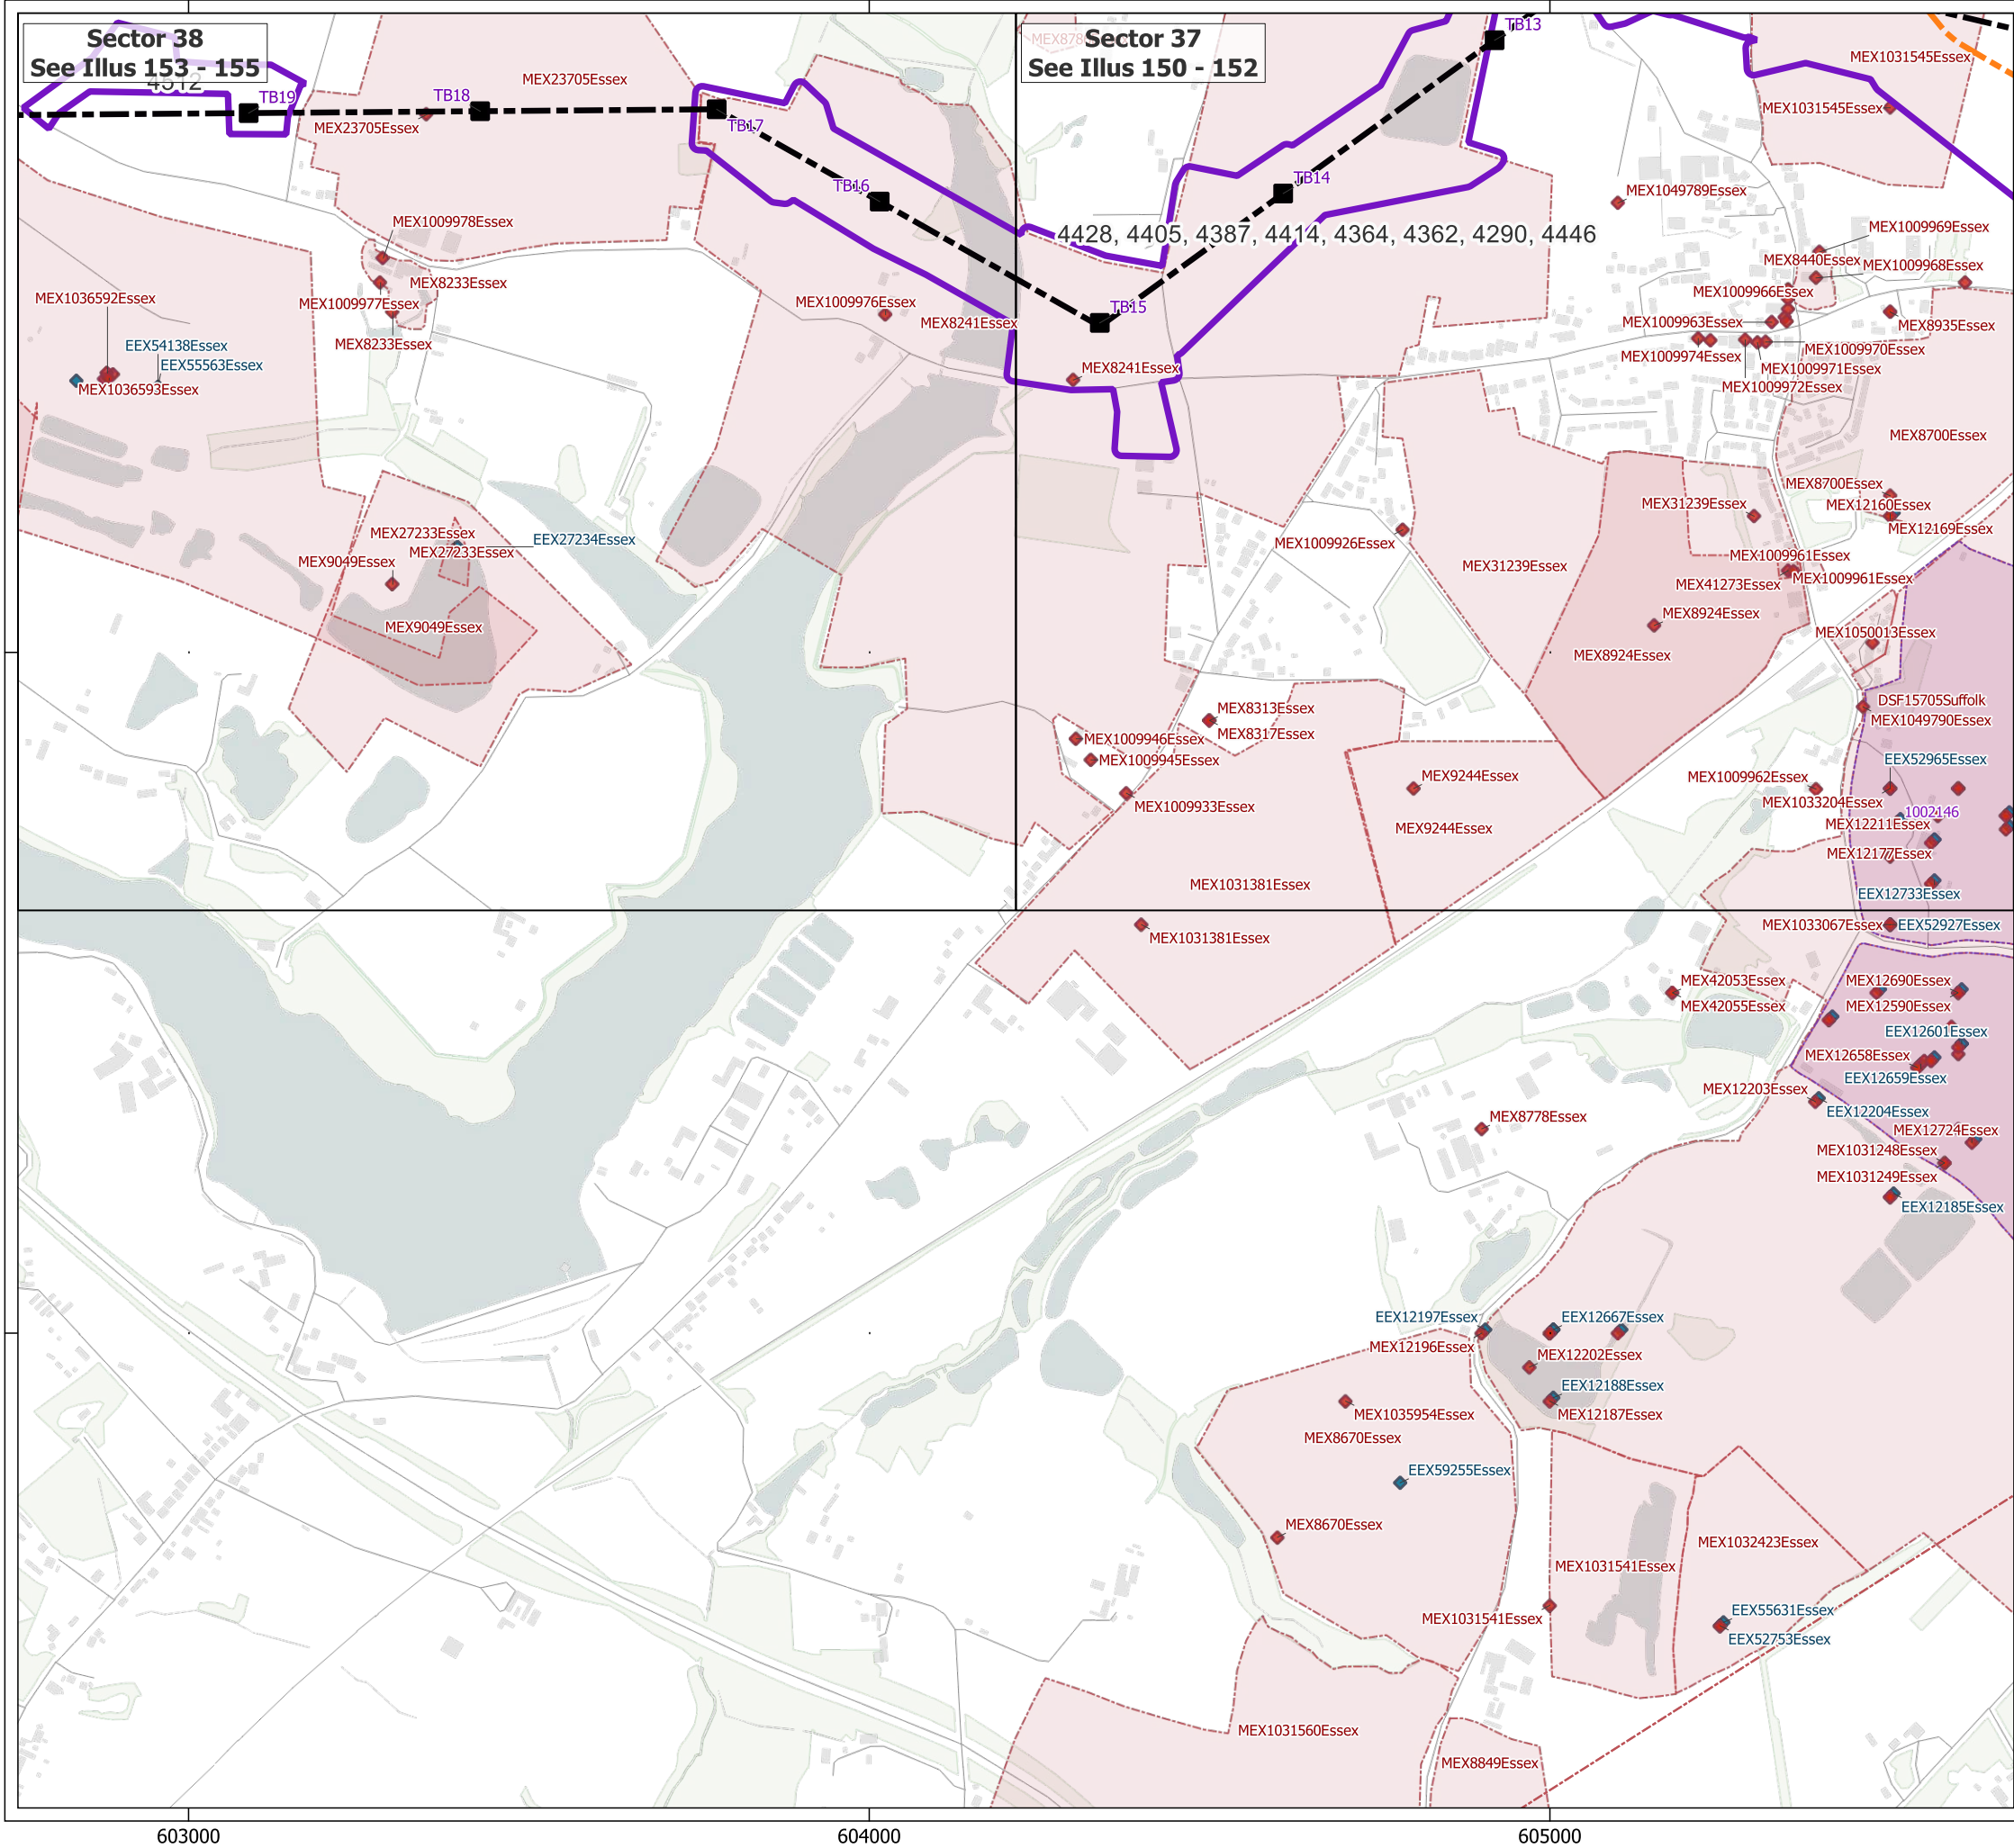 Sector 38
See Illus 153 - 155
4512
TB19
TB18
MEX23705Essex
MEX23705Essex
TB17
TB16
Sector 37
See Illus 150 - 152
TB13
MEX1031545Essex
MEX1031545Essex
TB14
MEX1049789Essex
4428, 4405, 4387, 4414, 4364, 4362, 4290, 4446
MEX1009969Essex
MEX8440Essex
MEX1009968Essex
MEX1009978Essex
MEX8233Essex
MEX1009977Essex
MEX8233Essex
MEX1036592Essex
EEX54138Essex
EEX55563Essex
MEX1036593Essex
MEX1009976Essex
MEX8241Essex
TB15
MEX8241Essex
MEX1009966Essex
MEX1009963Essex
MEX8935Essex
MEX1009974Essex
MEX1009970Essex
MEX1009971Essex
MEX1009972Essex
MEX8700Essex
MEX8700Essex
MEX12160Essex
MEX12169Essex
MEX31239Essex
MEX1009926Essex
MEX31239Essex
MEX1009961Essex
MEX1009961Essex
MEX41273Essex
MEX8924Essex
MEX8924Essex
MEX1050013Essex
MEX27233Essex
MEX27233Essex
EEX27234Essex
MEX9049Essex
MEX9049Essex
DSF15705Suffolk
MEX1049790Essex
MEX8313Essex
MEX8317Essex
MEX1009946Essex
MEX1009945Essex
MEX1009933Essex
MEX9244Essex
MEX9244Essex
EEX52965Essex
MEX1009962Essex
MEX1033204Essex
1002146
MEX12211Essex
MEX12177Essex
EEX12733Essex
MEX1031381Essex
MEX1031381Essex
MEX1033067Essex
EEX52927Essex
MEX42053Essex
MEX42055Essex
MEX12690Essex
MEX12590Essex
EEX12601Essex
MEX12658Essex
EEX12659Essex
MEX12203Essex
EEX12204Essex
MEX8778Essex
MEX12724Essex
MEX1031248Essex
MEX1031249Essex
EEX12185Essex
EEX12197Essex
EEX12667Essex
MEX12196Essex
MEX12202Essex
EEX12188Essex
MEX12187Essex
MEX1035954Essex
MEX8670Essex
EEX59255Essex
MEX8670Essex
MEX1032423Essex
MEX1031541Essex
MEX1031541Essex
EEX55631Essex
EEX52753Essex
MEX1031560Essex
MEX8849Essex
603000
604000
605000